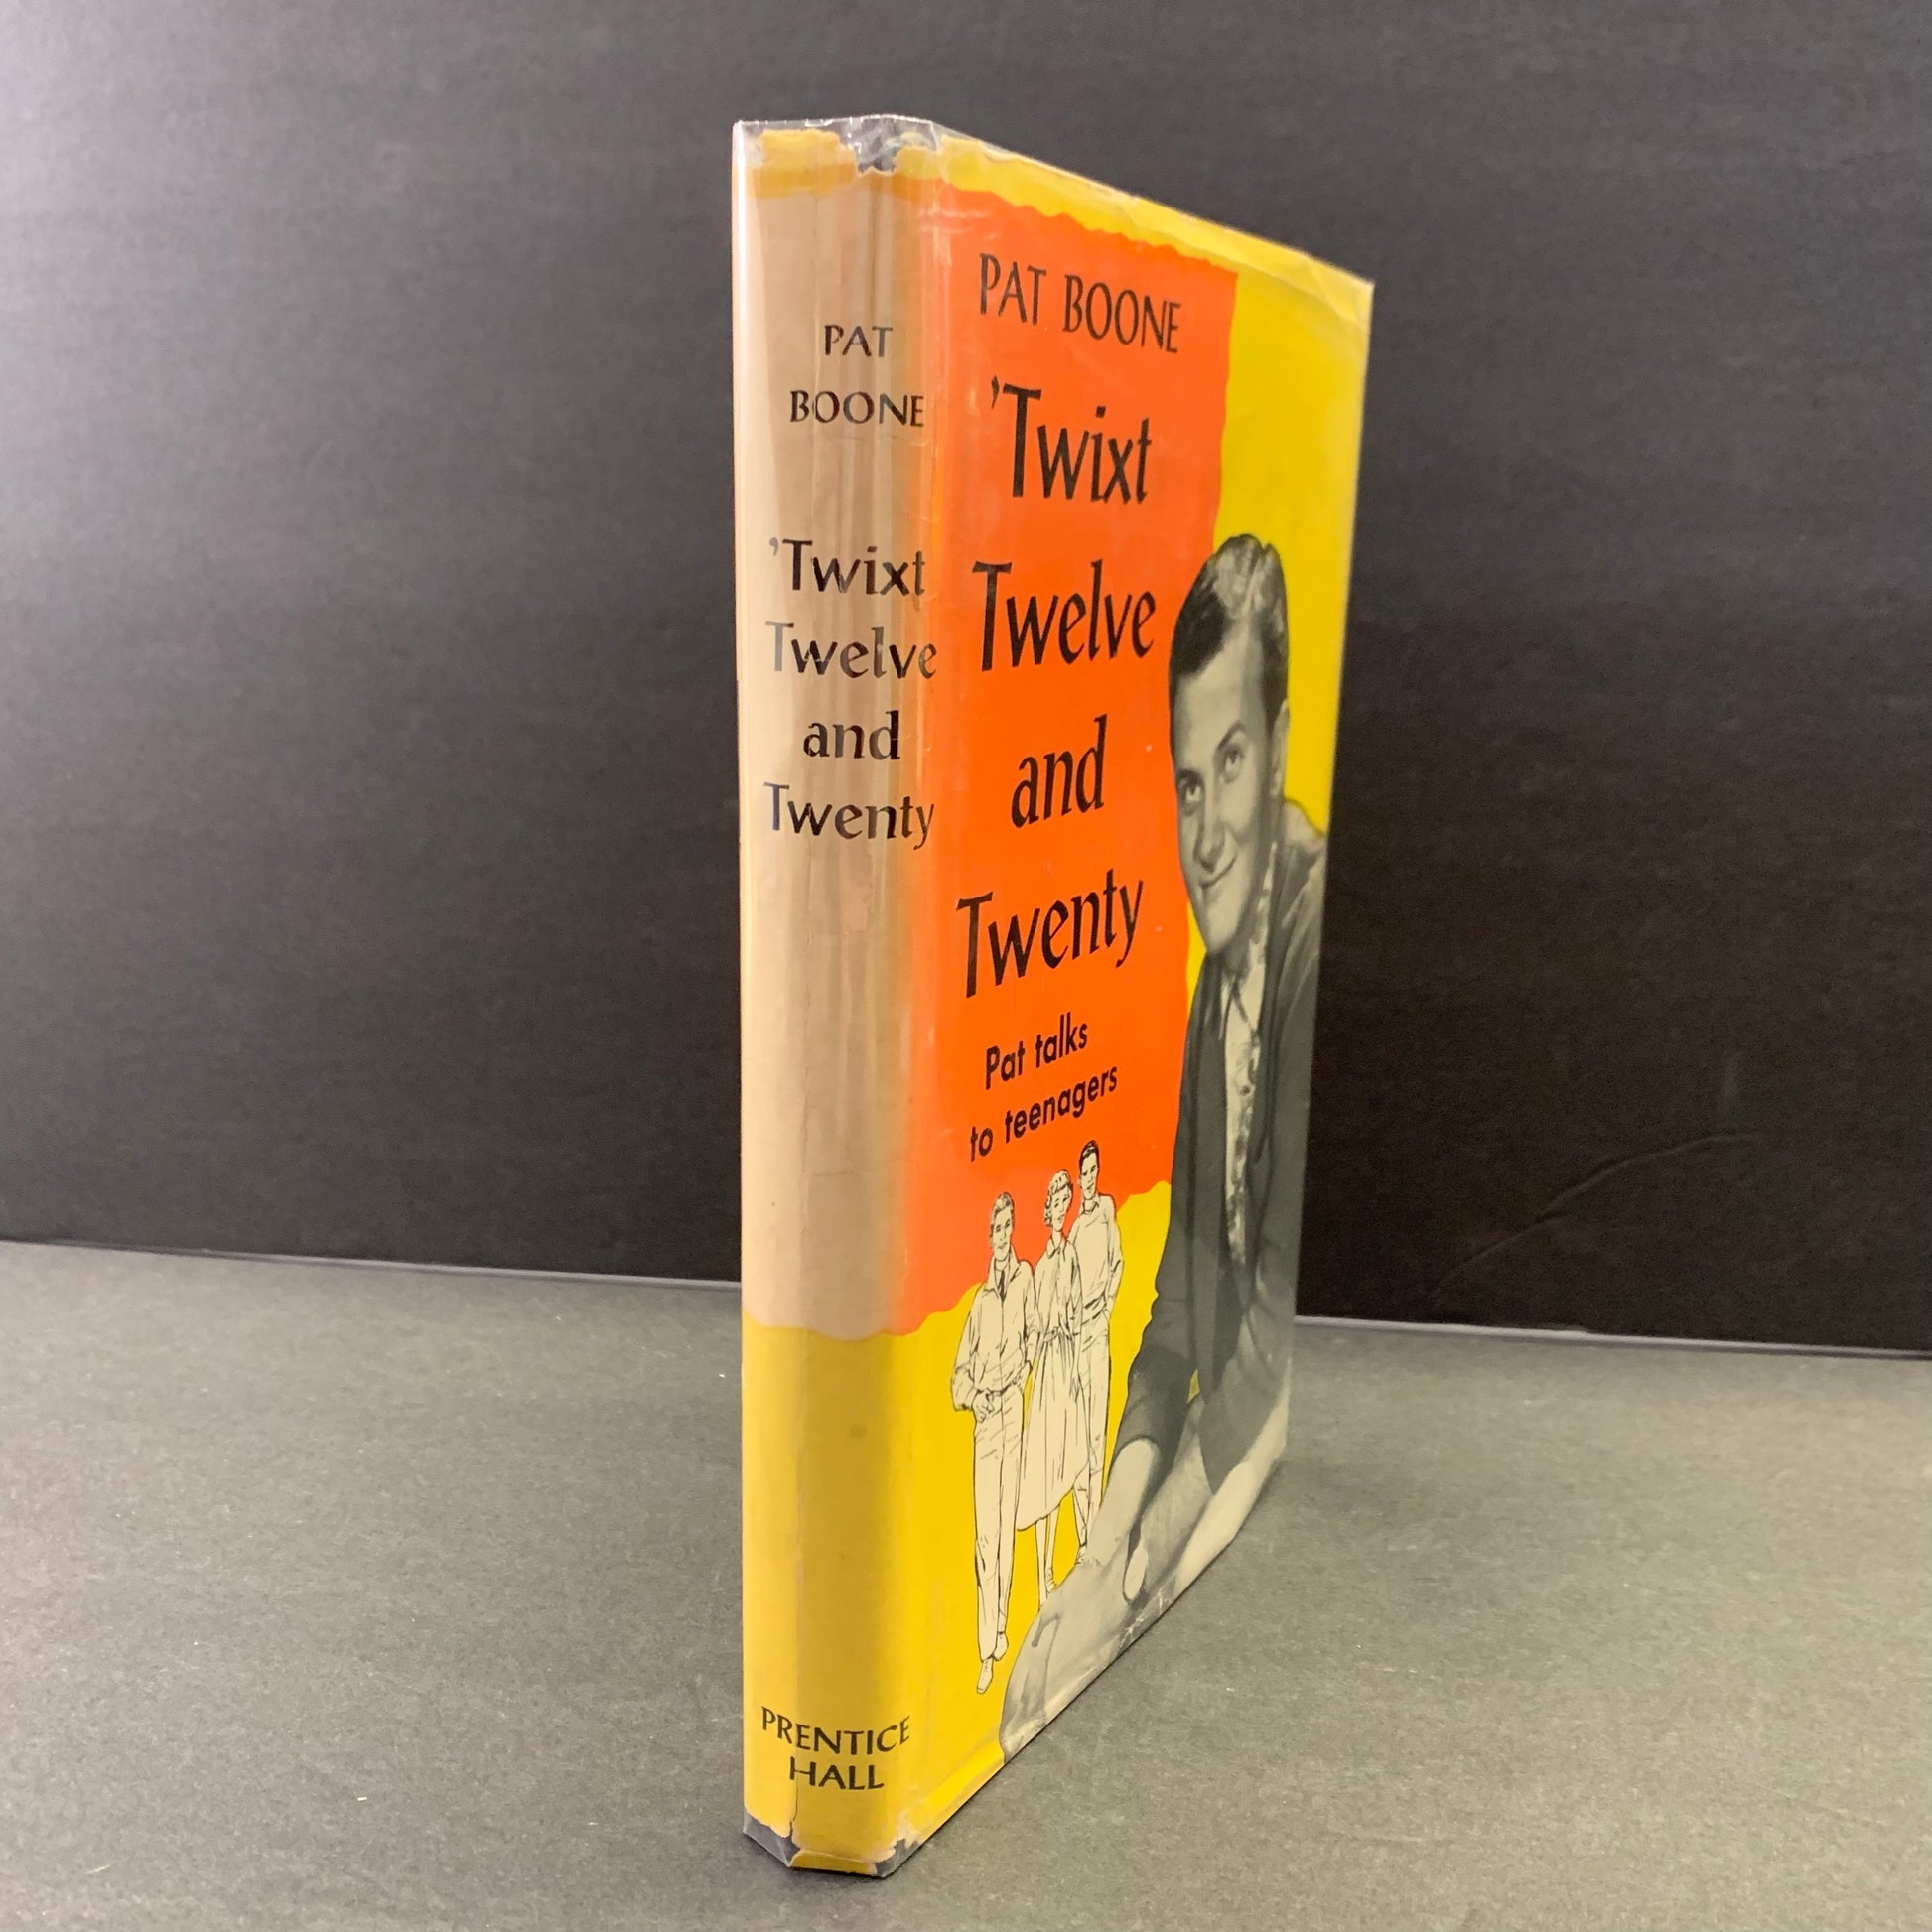 PAT
BOONE
’Twixt
Twelve
and
Twenty
PRENTICE
HALL
PAT BOONE
’Twixt
Twelve
and
Twenty
Pat talks
to teenagers